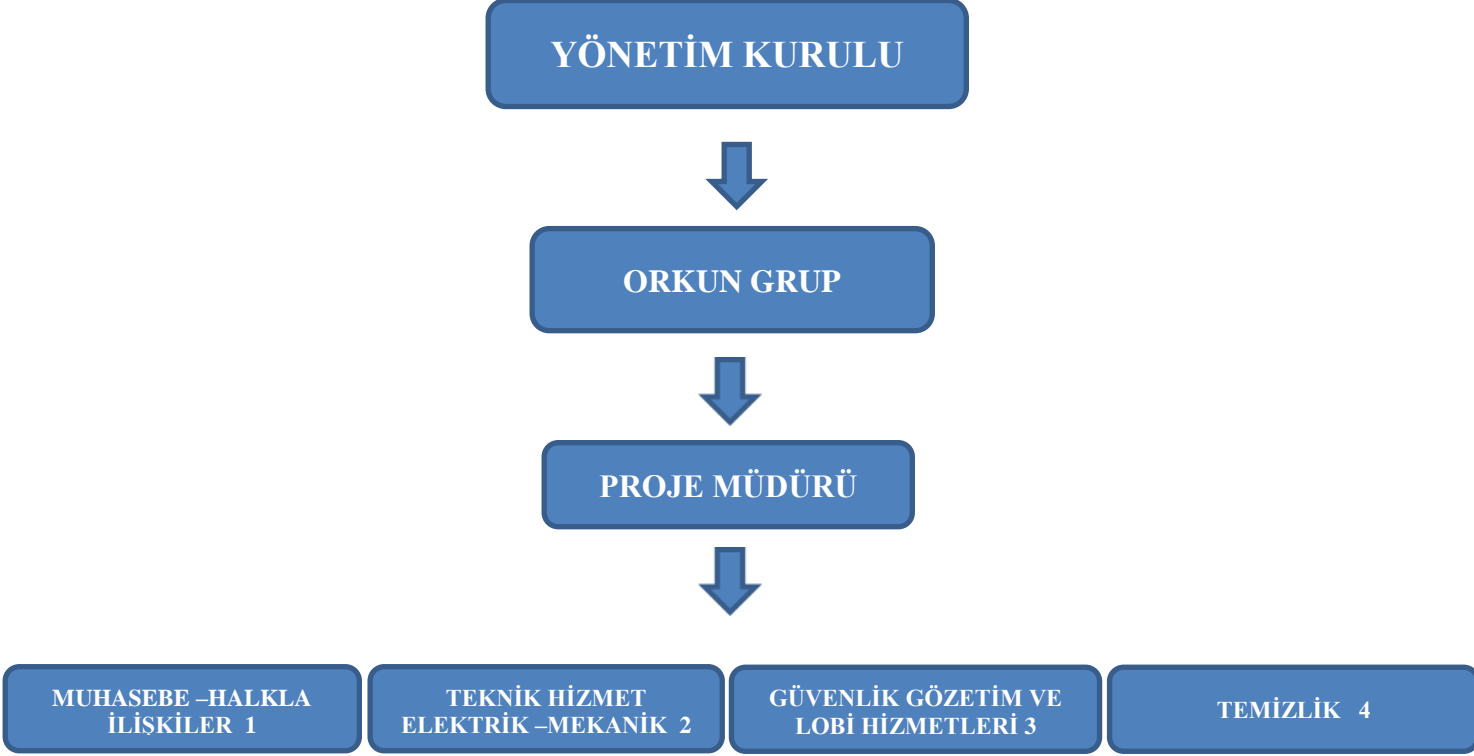 YÖNETİM KURULU
ORKUN GRUP
PROJE MÜDÜRÜ
MUHASEBE –HALKLA
İLİŞKİLER 1
TEKNİK HİZMET
ELEKTRİK –MEKANİK 2
GÜVENLİK GÖZETİM VE
LOBİ HİZMETLERİ 3
TEMİZLİK 4